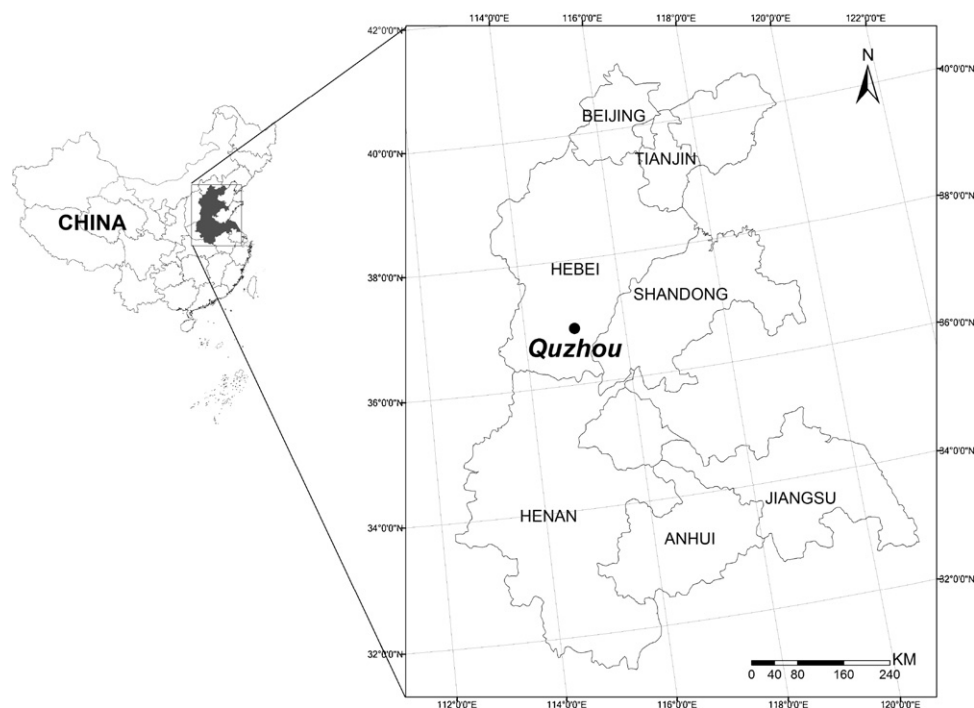 114°0'0"E 116°0'0"E 118°0'0"E 120°0'0"E 122°0'0"E
42°0'0"N
40°0'0"N
N
BEIJING
TIANJIN
40°0'0"N
38°0'0"N
CHINA
HEBEI
SHANDONG
38°0'0"N
36°0'0"N
Quzhou
36°0'0"N
34°0'0"N
JIANGSU
HENAN
ANHUI
34°0'0"N
32°0'0"N
32°0'0"N
KM
0 40 80 160 240
112°0'0"E 114°0'0"E 116°0'0"E 118°0'0"E 120°0'0"E